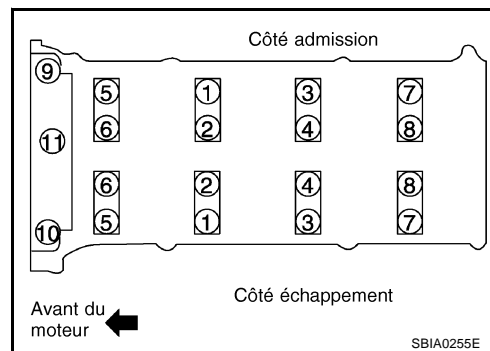 Côté admission
9
5 1 3 7
11
6 2 4 8
6 2 4 8
5 1 3 7
10
Côté échappement
Avant du
moteur
SBIA0255E